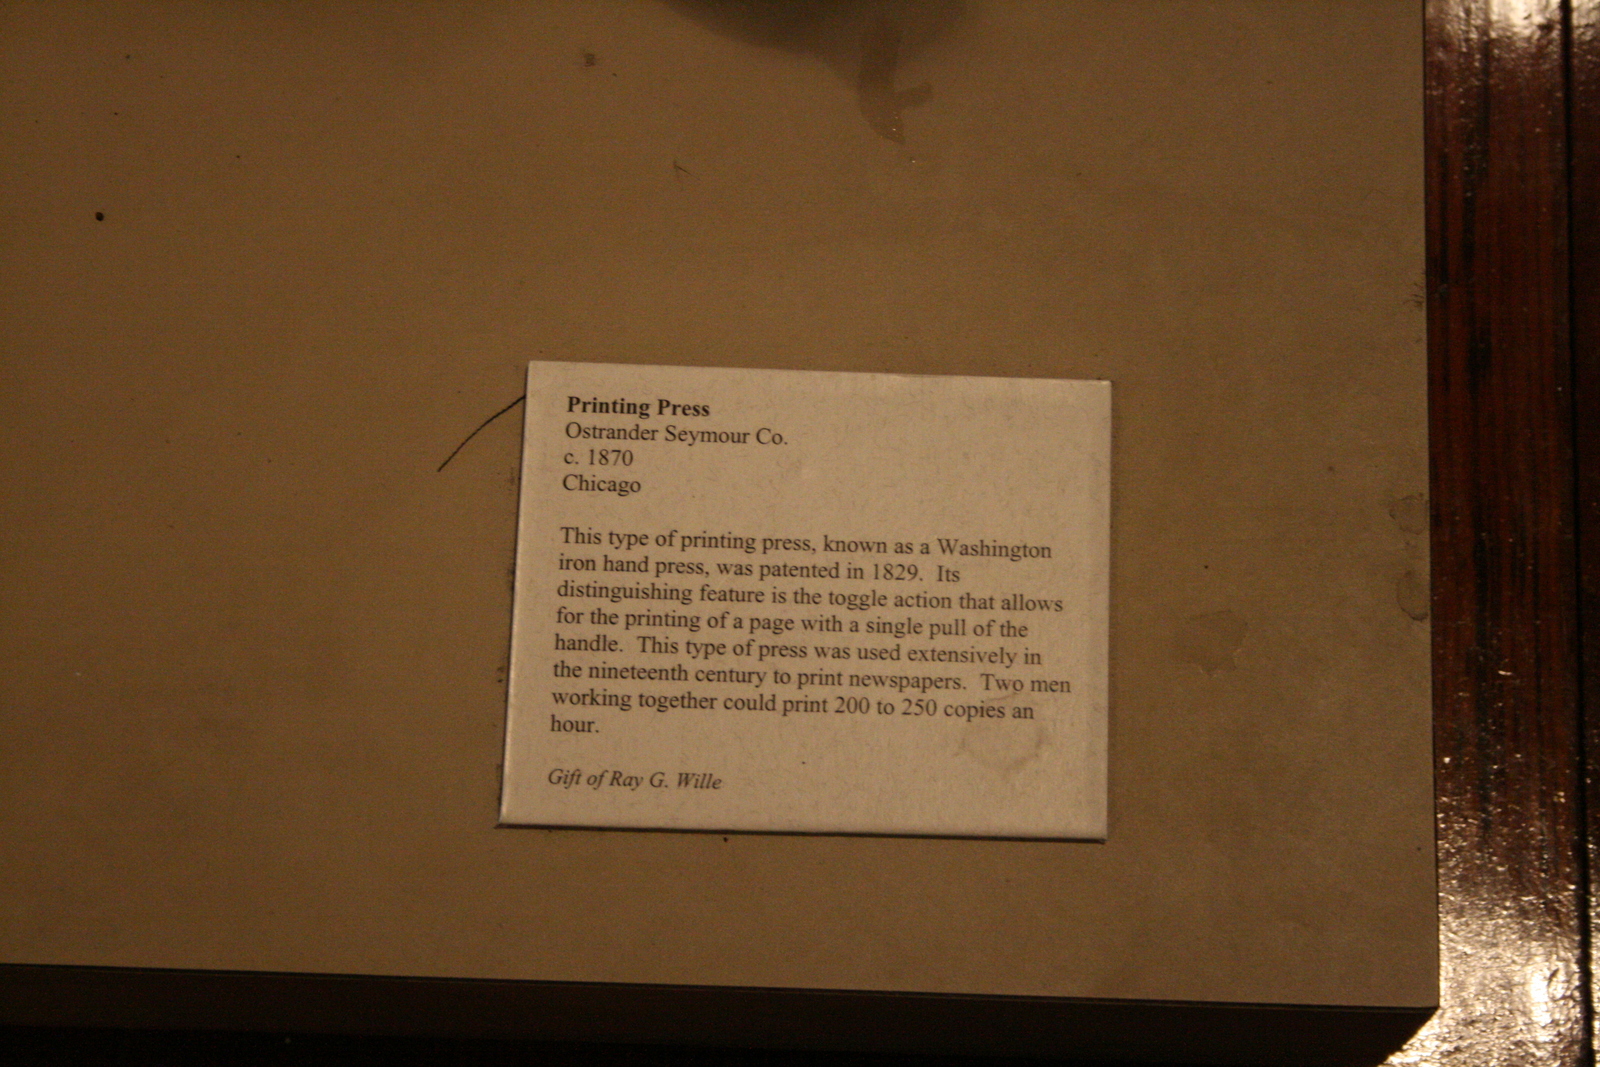 Printing Press
Ostrander Seymour Co.
c. 1870
Chicago
This type of printing press, known as a Washington
iron hand press, was patented in 1829.  Its
distinguishing feature is the toggle action that allows
for the printing of a page with a single pull of the
handle.  This type of press was used extensively in
the nineteenth century to print newspapers.  Two men
working together could print 200 to 250 copies an
hour.
Gift of Ray G. Wille